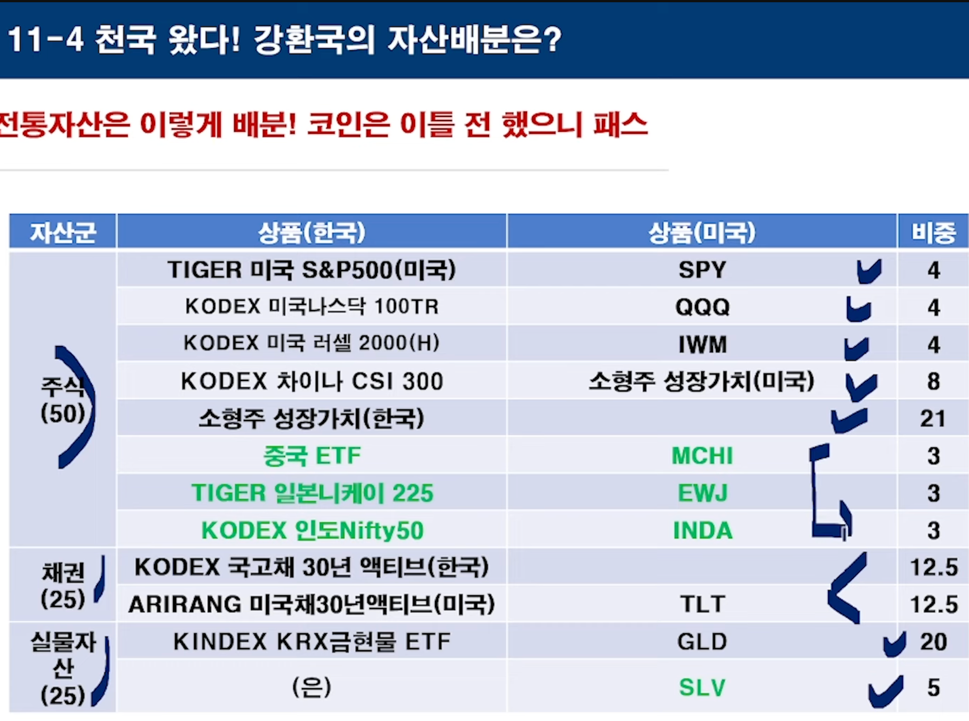 11-4 천국 왔다! 강환국의 자산배분은?
전통자산은 이렇게 배분! 코인은 이틀 전 했으니 패스
자산군 상품(한국) 상품(미국) 비중
주식
(50)
TIGER 미국 S&P500(미국) SPY 4
KODEX 미국나스닥 100TR QQQ 4
KODEX 미국 러셀 2000(H) IWM 4
KODEX 차이나 CSI 300 소형주 성장가치(미국) 8
소형주 성장가치(한국) 21
중국 ETF MCHI 3
TIGER 일본니케이 225 EWJ 3
KODEX 인도Nifty50 INDA 3
채권
(25)
KODEX 국고채 30년 액티브(한국) 12.5
ARIRANG 미국채30년액티브(미국) TLT 12.5
실물자
산
(25)
KINDEX KRX금현물 ETF GLD 20
(은) SLV 5